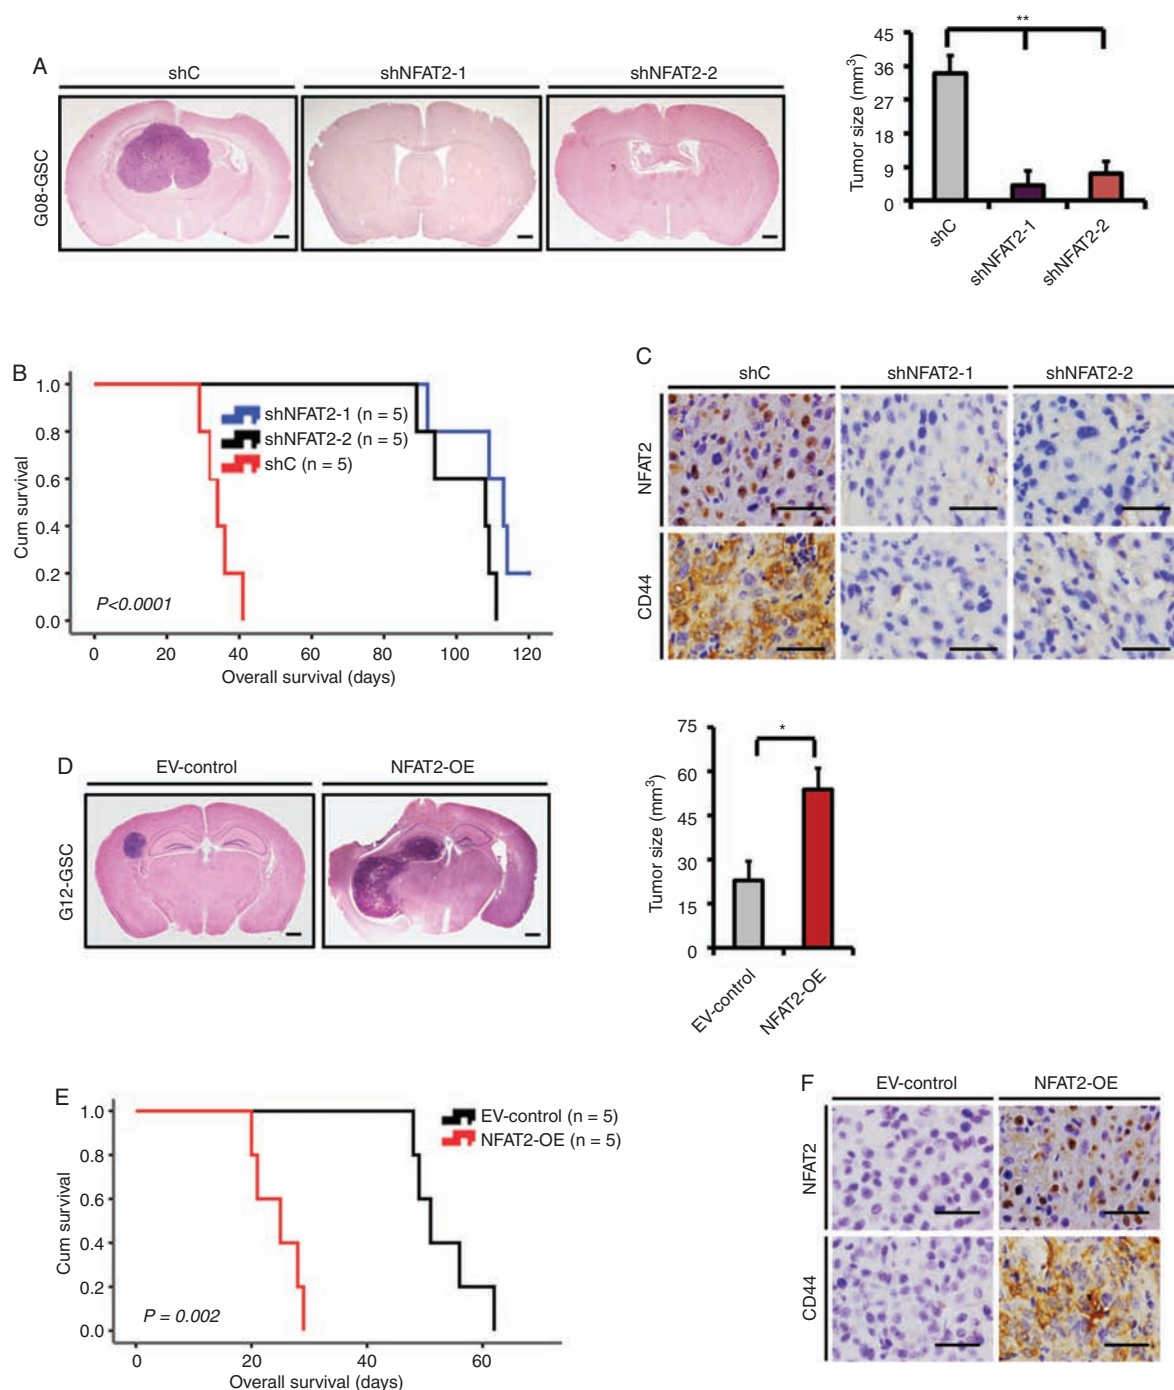 A
shC
shNFAT2-1
shNFAT2-2
G08-GSC
**
Tumor size (mm3)
45
36
27
18
9
0
shC
shNFAT2-1
shNFAT2-2
B
Cum survival
1.0
0.8
0.6
0.4
0.2
0.0
shNFAT2-1 (n = 5)
shNFAT2-2 (n = 5)
shC (n = 5)
P<0.0001
0 20 40 60 80 100 120
Overall survival (days)
C
shC
shNFAT2-1
shNFAT2-2
NFAT2
CD44
D
EV-control
NFAT2-OE
G12-GSC
*
Tumor size (mm3)
75
60
45
30
15
0
EV-control
NFAT2-OE
E
Cum survival
1.0
0.8
0.6
0.4
0.2
0.0
EV-control (n = 5)
NFAT2-OE (n = 5)
P = 0.002
0 20 40 60
Overall survival (days)
F
EV-control
NFAT2-OE
NFAT2
CD44